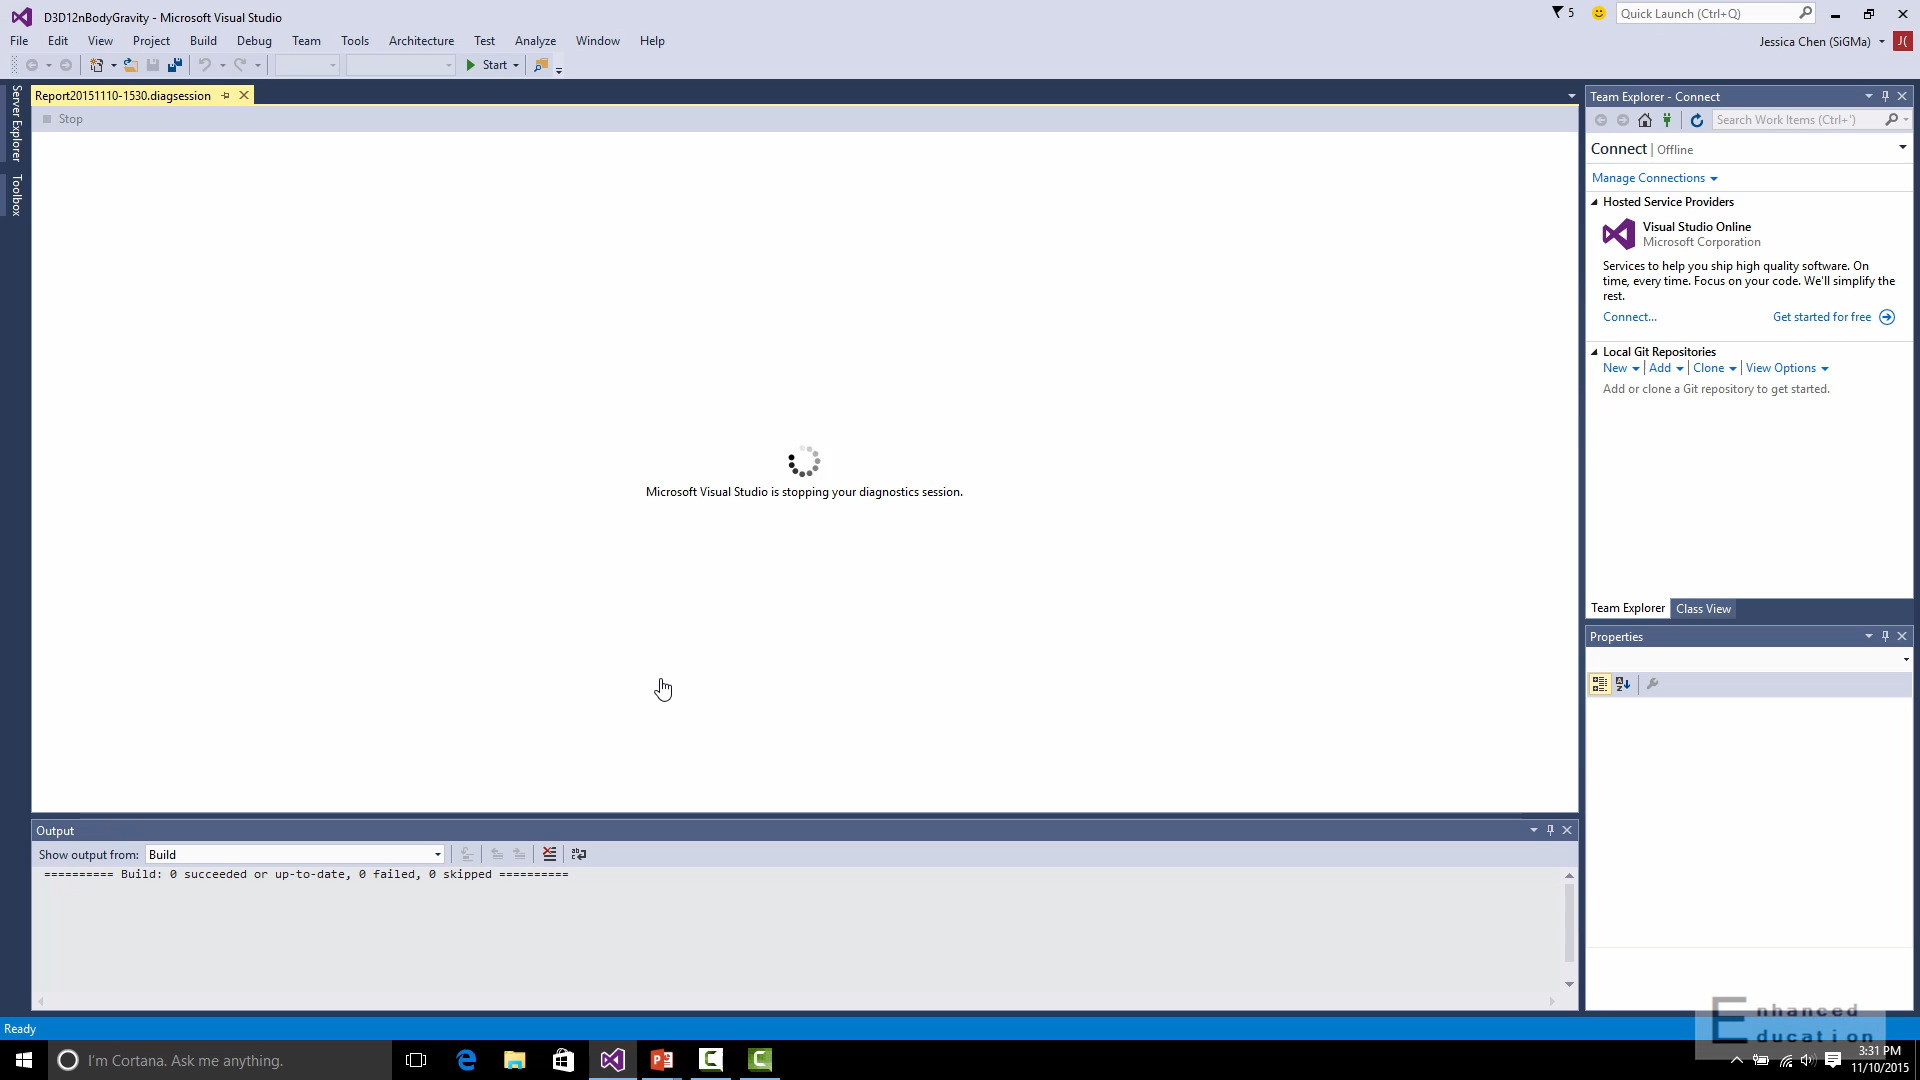 D3D12nBodyGravity - Microsoft Visual Studio
5
Quick Launch (Ctrl+Q)
File Edit View Project Build Debug Team Tools Architecture Test Analyze Window Help
Jessica Chen (SiGMa)
J(
Start
Server Explorer
Toolbox
Report20151110-1530.diagsession
Stop
Microsoft Visual Studio is stopping your diagnostics session.
Team Explorer - Connect
Search Work Items (Ctrl+')
Connect | Offline
Manage Connections
Hosted Service Providers
Visual Studio Online
Microsoft Corporation
Services to help you ship high quality software. On
time, every time. Focus on your code. We'll simplify the
rest.
Connect... Get started for free
Local Git Repositories
New | Add | Clone | View Options
Add or clone a Git repository to get started.
Team Explorer Class View
Properties
Output
Show output from: Build
========== Build: 0 succeeded or up-to-date, 0 failed, 0 skipped ==========
Ready
Enhanced
Education
I'm Cortana. Ask me anything.
3:31 PM
11/10/2015